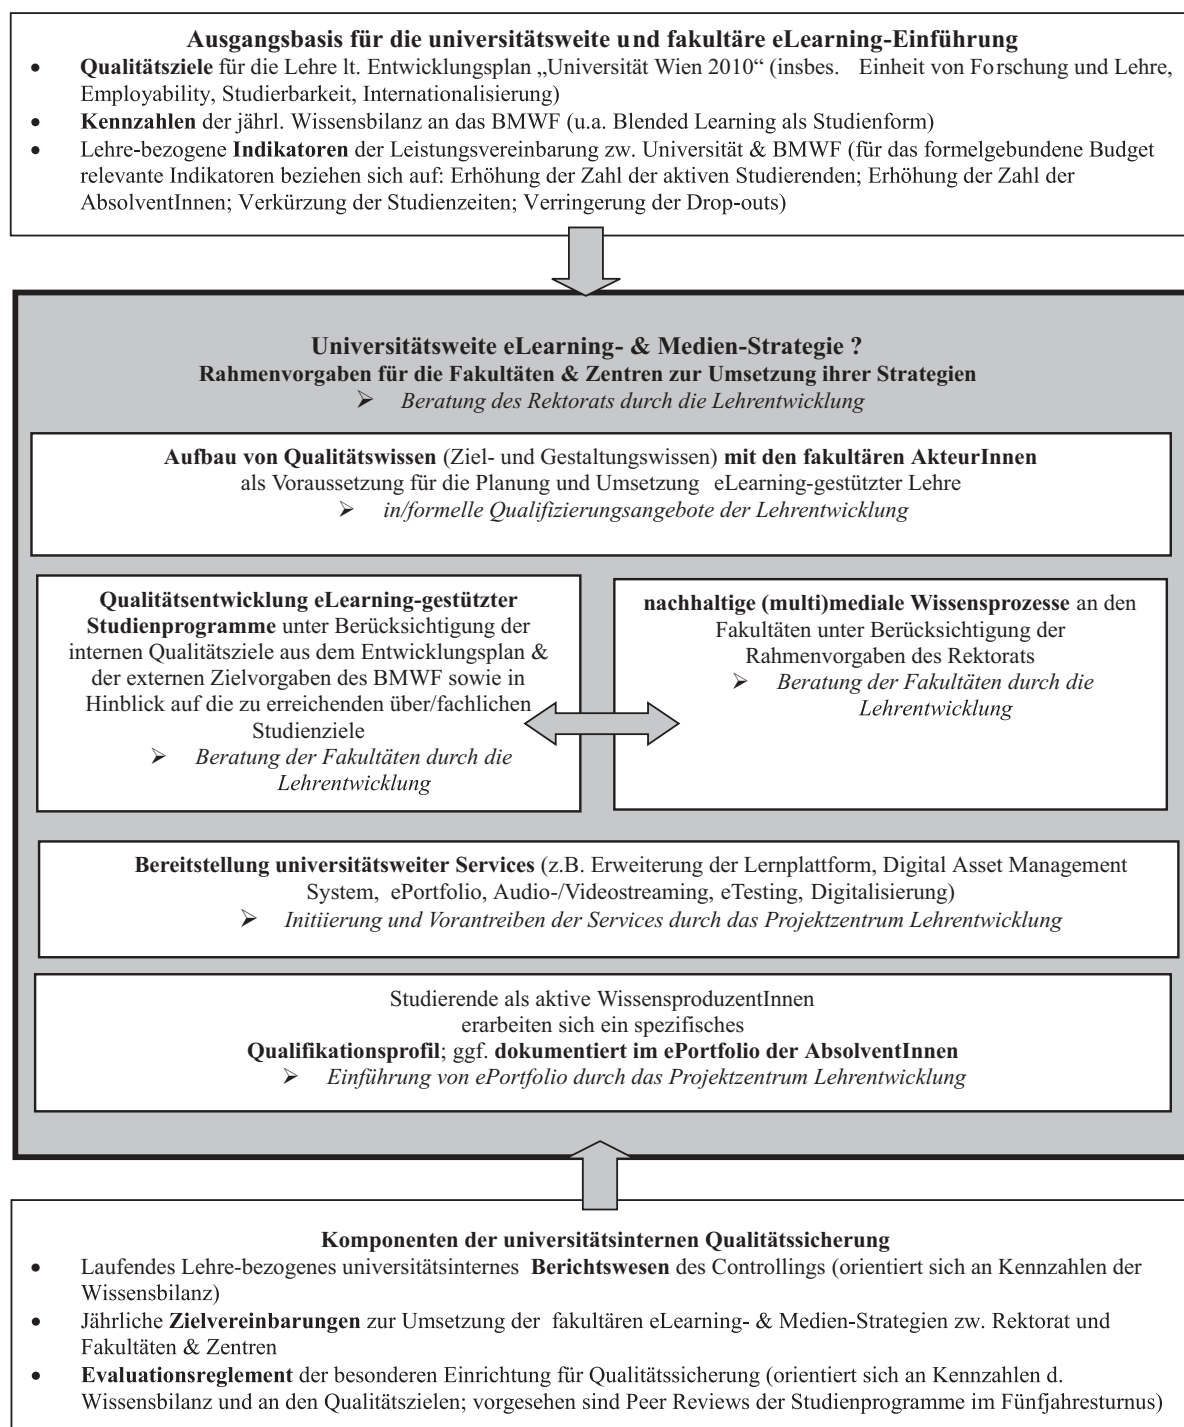 Ausgangsbasis für die universitätsweite und fakultäre eLearning-Einführung
• Qualitätsziele für die Lehre lt. Entwicklungsplan „Universität Wien 2010“ (insbes. Einheit von Forschung und Lehre,
Employability, Studierbarkeit, Internationalisierung)
• Kennzahlen der jährl. Wissensbilanz an das BMWF (u.a. Blended Learning als Studienform)
• Lehre-bezogene Indikatoren der Leistungsvereinbarung zw. Universität & BMWF (für das formelgebundene Budget
relevante Indikatoren beziehen sich auf: Erhöhung der Zahl der aktiven Studierenden; Erhöhung der Zahl der
AbsolventInnen; Verkürzung der Studienzeiten; Verringerung der Drop-outs)
Universitätsweite eLearning- & Medien-Strategie ?
Rahmenvorgaben für die Fakultäten & Zentren zur Umsetzung ihrer Strategien
➢ Beratung des Rektorats durch die Lehrentwicklung
Aufbau von Qualitätswissen (Ziel- und Gestaltungswissen) mit den fakultären AkteurInnen
als Voraussetzung für die Planung und Umsetzung eLearning-gestützter Lehre
➢ in/formelle Qualifizierungsangebote der Lehrentwicklung
Qualitätsentwicklung eLearning-gestützter
Studienprogramme unter Berücksichtigung der
internen Qualitätsziele aus dem Entwicklungsplan &
der externen Zielvorgaben des BMWF sowie in
Hinblick auf die zu erreichenden über/fachlichen
Studienziele
➢ Beratung der Fakultäten durch die
Lehrentwicklung
nachhaltige (multi)mediale Wissensprozesse an den
Fakultäten unter Berücksichtigung der
Rahmenvorgaben des Rektorats
➢ Beratung der Fakultäten durch die
Lehrentwicklung
Bereitstellung universitätsweiter Services (z.B. Erweiterung der Lernplattform, Digital Asset Management
System, ePortfolio, Audio-/Videostreaming, eTesting, Digitalisierung)
➢ Initiierung und Vorantreiben der Services durch das Projektzentrum Lehrentwicklung
Studierende als aktive WissensproduzentInnen
erarbeiten sich ein spezifisches
Qualifikationsprofil; ggf. dokumentiert im ePortfolio der AbsolventInnen
➢ Einführung von ePortfolio durch das Projektzentrum Lehrentwicklung
Komponenten der universitätsinternen Qualitätssicherung
• Laufendes Lehre-bezogenes universitätsinternes Berichtswesen des Controllings (orientiert sich an Kennzahlen der
Wissensbilanz)
• Jährliche Zielvereinbarungen zur Umsetzung der fakultären eLearning- & Medien-Strategien zw. Rektorat und
Fakultäten & Zentren
• Evaluationsreglement der besonderen Einrichtung für Qualitätssicherung (orientiert sich an Kennzahlen d.
Wissensbilanz und an den Qualitätszielen; vorgesehen sind Peer Reviews der Studienprogramme im Fünfjahresturnus)